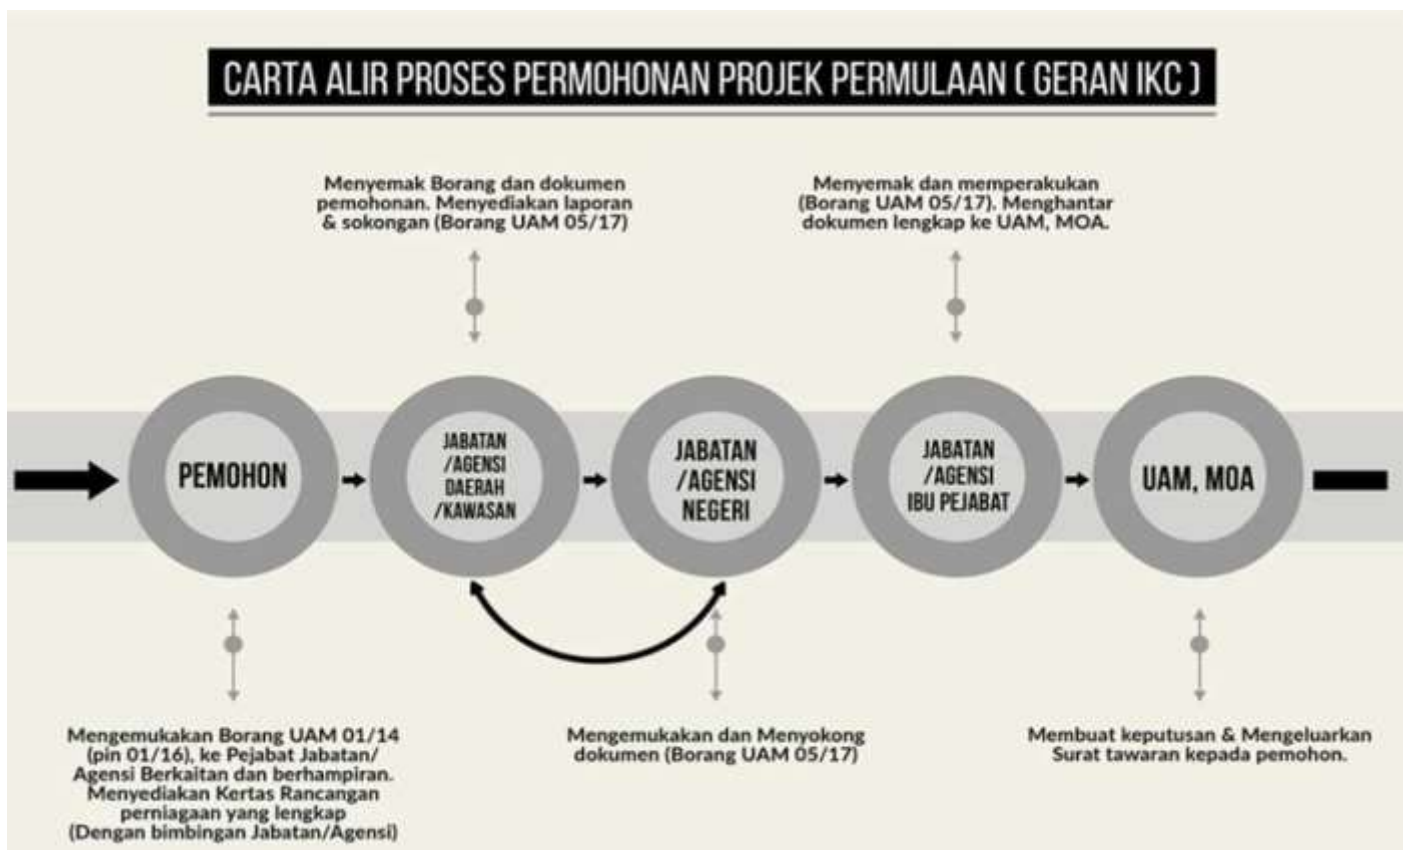 CARTA ALIR PROSES PERMOHONAN PROJEK PERMULAAN ( GERAN IKC )
Menyemak Borang dan dokumen
pemohonan. Menyediakan laporan
& sokongan (Borang UAM 05/17)
Menyemak dan memperakukan
(Borang UAM 05/17). Menghantar
dokumen lengkap ke UAM, MOA.
PEMOHON
JABATAN
/AGENSI
DAERAH
/KAWASAN
JABATAN
/AGENSI
NEGERI
JABATAN
/AGENSI
IBU PEJABAT
UAM, MOA
Mengemukakan Borang UAM 01/14
(pin 01/16), ke Pejabat Jabatan/
Agensi Berkaitan dan berhampiran.
Menyediakan Kertas Rancangan
perniagaan yang lengkap
(Dengan bimbingan Jabatan/Agensi)
Mengemukakan dan Menyokong
dokumen (Borang UAM 05/17)
Membuat keputusan & Mengeluarkan
Surat tawaran kepada pemohon.